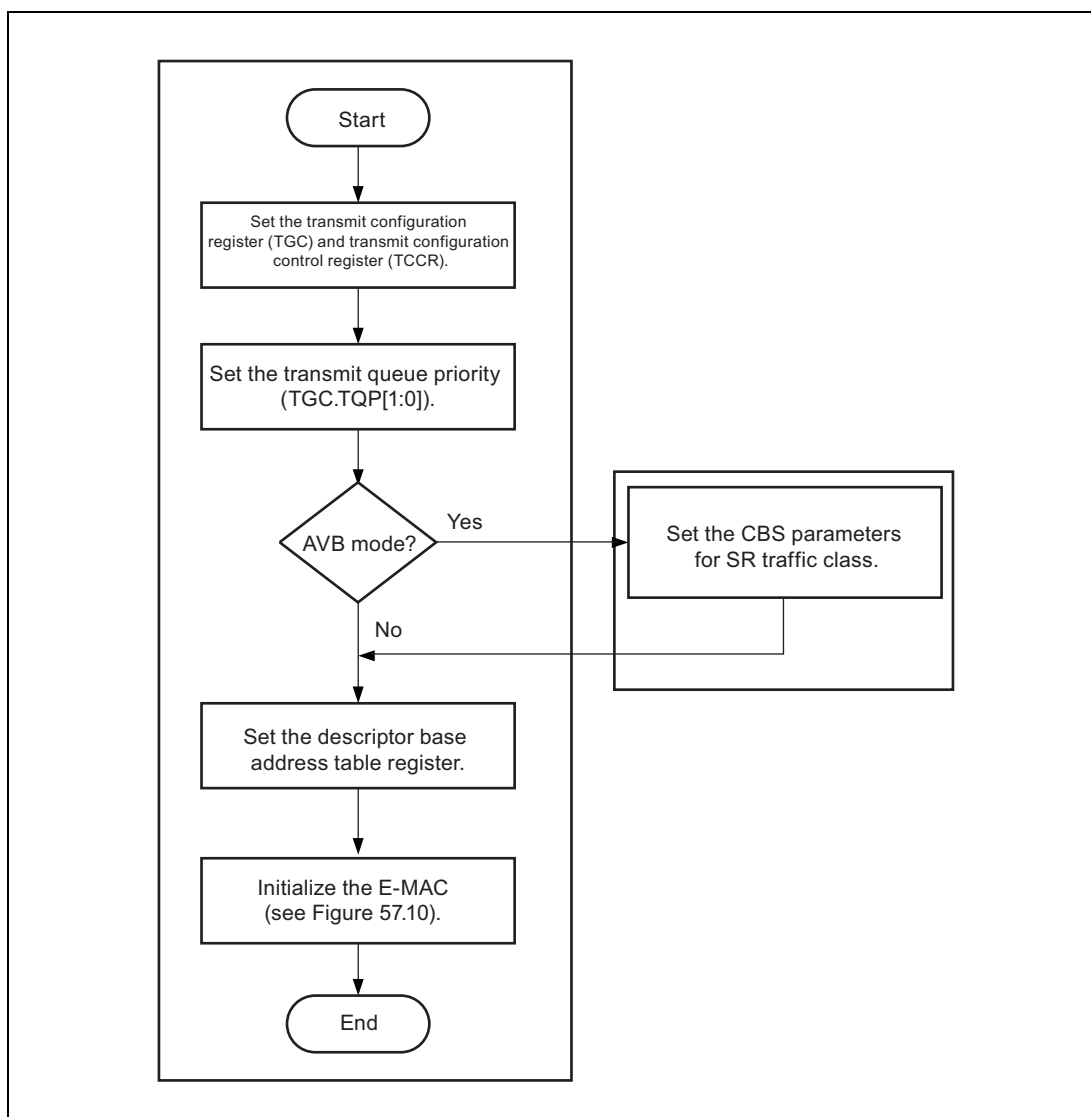 Start
Set the transmit configuration
register (TGC) and transmit configuration
control register (TCCR).
Set the transmit queue priority
(TGC.TQP[1:0]).
AVB mode?
Yes
Set the CBS parameters
for SR traffic class.
No
Set the descriptor base
address table register.
Initialize the E-MAC
(see Figure 57.10).
End